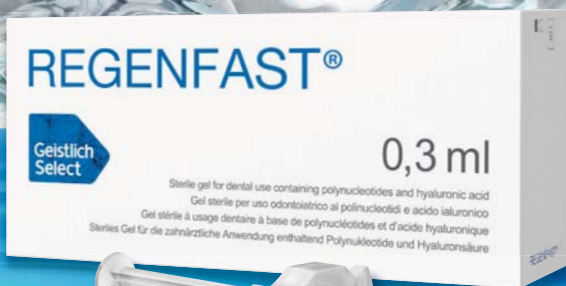 REGENFAST®
Geistlich
Select
0,3 ml
Sterile gel for dental use containing polynucleotides and hyaluronic acid
Gel sterile per uso odontoiatrico ai polinucleotidi e acido ialuronico
Gel stérile à usage dentaire à base de polynucléotides et d'acide hyaluronique
Steriles Gel für die zahnärztliche Anwendung enthaltend Polynukleotide und Hyaluronsäure
REGENFAST